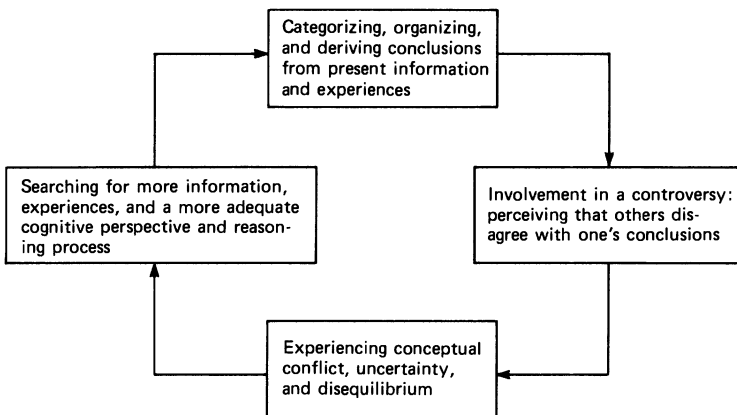 Categorizing, organizing,
and deriving conclusions
from present information
and experiences
Involvement in a controversy:
perceiving that others dis-
agree with one's conclusions
Experiencing conceptual
conflict, uncertainty,
and disequilibrium
Searching for more information,
experiences, and a more adequate
cognitive perspective and reason-
ing process